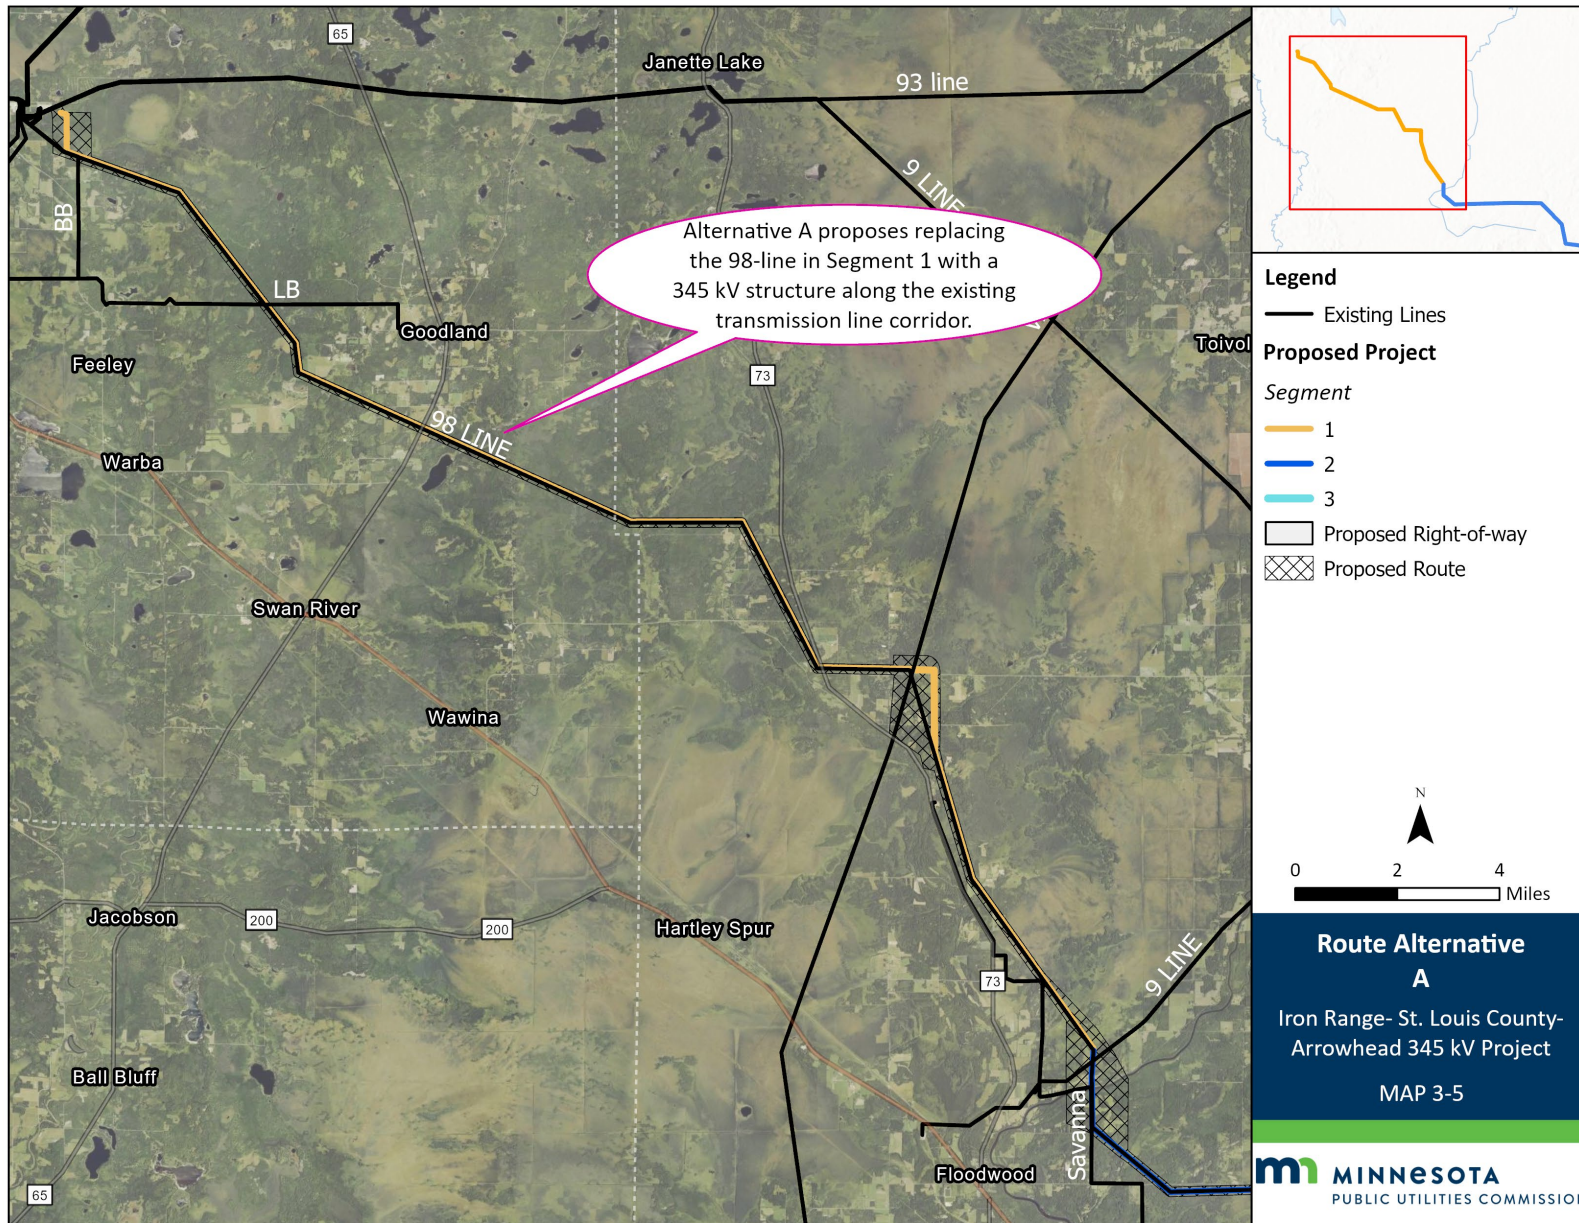 65
Janette Lake
93 line
9 LINE
Alternative A proposes replacing
the 98-line in Segment 1 with a
345 kV structure along the existing
transmission line corridor.
BB
LB
Goodland
Toivol
Feeley
73
98 LINE
Warba
Swan River
Wawina
Jacobson
200
200
Hartley Spur
9 LINE
73
Ball Bluff
Savanna
Floodwood
65
Legend
Existing Lines
Proposed Project
Segment
1
2
3
Proposed Right-of-way
Proposed Route
N
0 2 4
Miles
Route Alternative
A
Iron Range- St. Louis County-
Arrowhead 345 kV Project
MAP 3-5
mn MINNESOTA
PUBLIC UTILITIES COMMISSIO